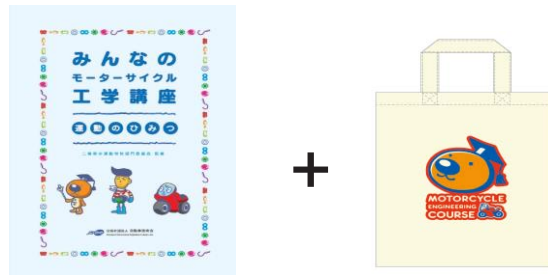 みんなの
モーターサイクル
工学講座
運動のひみつ
+
MOTORCYCLE
ENGINEERING
COURSE